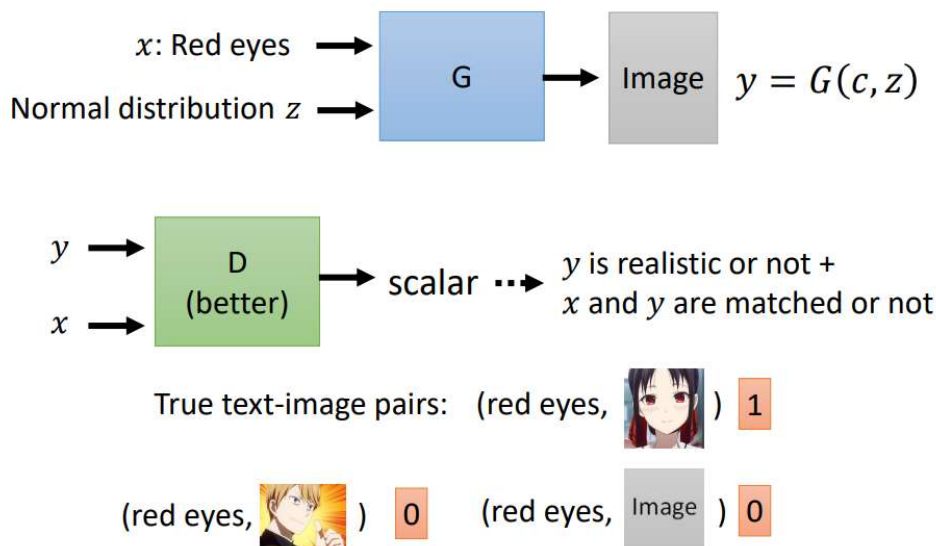 x: Red eyes
G
Image
y = G(c, z)
Normal distribution z
y
D
(better)
scalar
y is realistic or not +
x and y are matched or not
x
True text-image pairs: (red eyes, ) 1
(red eyes, ) 0
(red eyes, Image ) 0